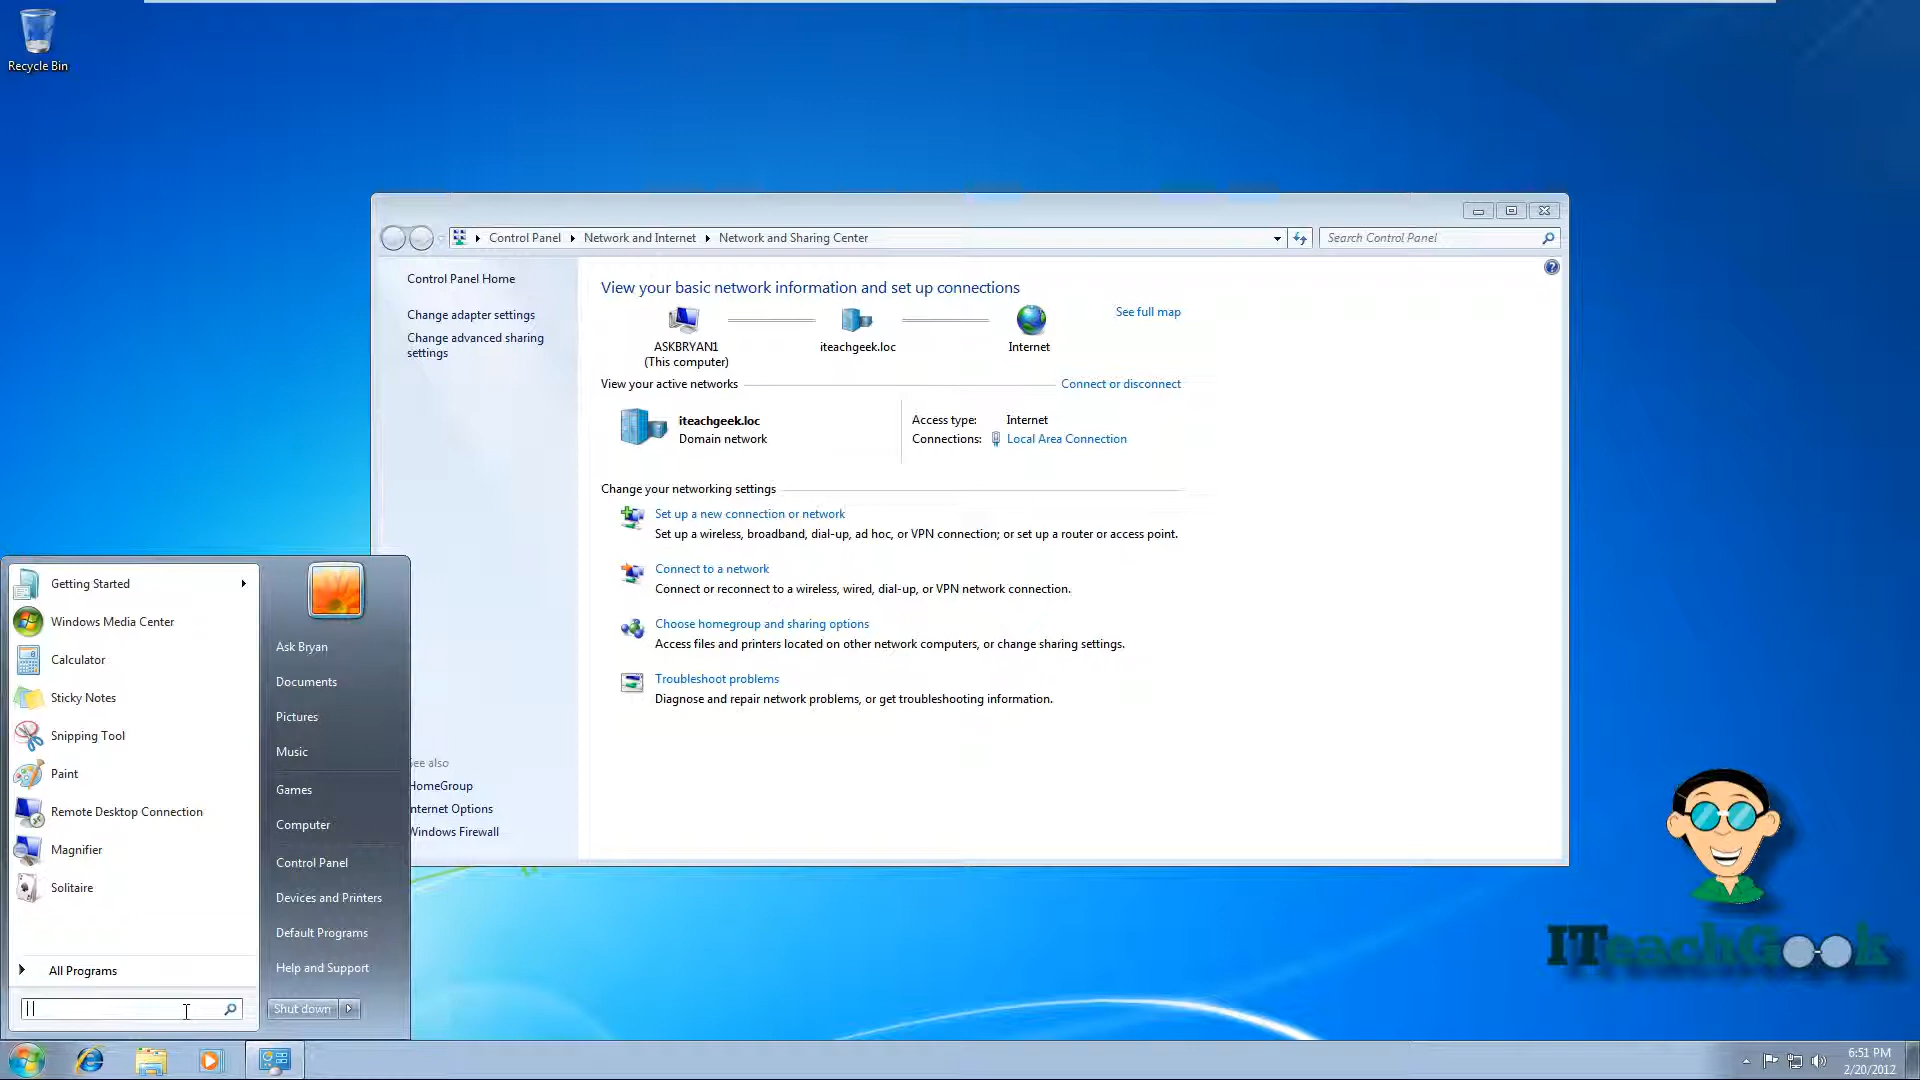 Recycle Bin
Control Panel
Network and Internet
Network and Sharing Center
Search Control Panel
Control Panel Home
Change adapter settings
Change advanced sharing
settings
View your basic network information and set up connections
See full map
ASKBRYAN1
(This computer)
iteachgeek.loc
Internet
View your active networks
Connect or disconnect
iteachgeek.loc
Domain network
Access type:
Internet
Connections:
Local Area Connection
Change your networking settings
Set up a new connection or network
Set up a wireless, broadband, dial-up, ad hoc, or VPN connection; or set up a router or access point.
Connect to a network
Connect or reconnect to a wireless, wired, dial-up, or VPN network connection.
Choose homegroup and sharing options
Access files and printers located on other network computers, or change sharing settings.
Troubleshoot problems
Diagnose and repair network problems, or get troubleshooting information.
ee also
HomeGroup
nternet Options
Windows Firewall
Getting Started
Windows Media Center
Calculator
Sticky Notes
Snipping Tool
Paint
Remote Desktop Connection
Magnifier
Solitaire
All Programs
Ask Bryan
Documents
Pictures
Music
Games
Computer
Control Panel
Devices and Printers
Default Programs
Help and Support
Shut down
ITeachGeek
6:51 PM
2/20/2012